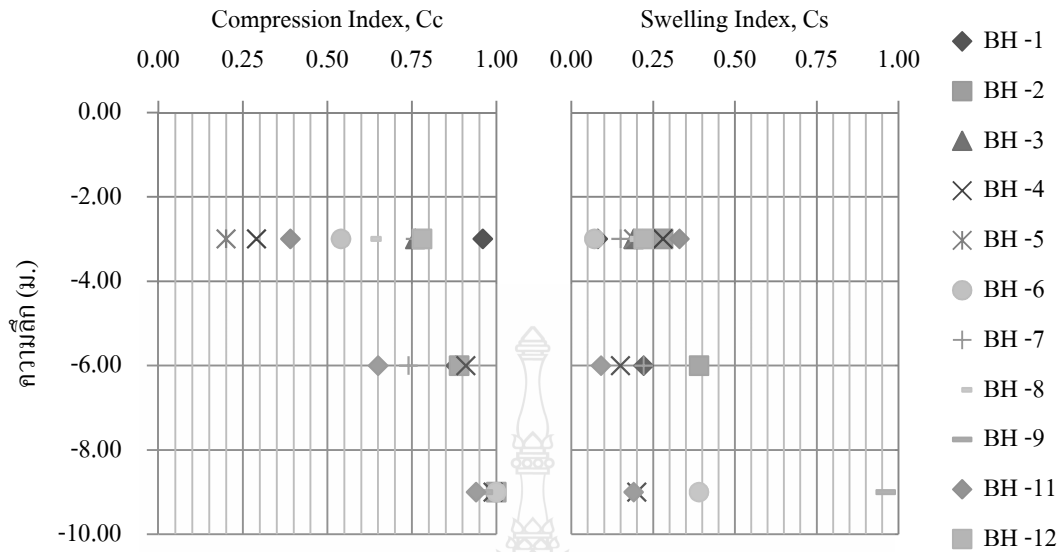 Compression Index, Cc
Swelling Index, Cs
0.00 0.25 0.50 0.75 1.00
0.00 0.25 0.50 0.75 1.00
0.00
-2.00
-4.00
-6.00
-8.00
-10.00
ความลึก (ม.)
BH -1
BH -2
BH -3
BH -4
BH -5
BH -6
BH -7
BH -8
BH -9
BH -11
BH -12